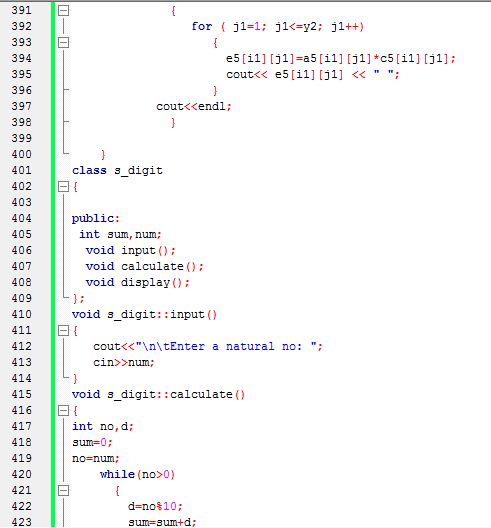 391 {
392 for ( j1=1; j1<=y2; j1++)
393 {
394 e5[i1][j1]=a5[i1][j1]*c5[i1][j1];
395 cout<< e5[i1][j1] << " ";
396 }
397 cout<<endl;
398 }
399
400 }
401 class s_digit
402 {
403
404 public:
405 int sum,num;
406 void input();
407 void calculate();
408 void display();
409 };
410 void s_digit::input()
411 {
412 cout<<"\n\tEnter a natural no: ";
413 cin>>num;
414 }
415 void s_digit::calculate()
416 {
417 int no,d;
418 sum=0;
419 no=num;
420 while(no>0)
421 {
422 d=no%10;
423 sum=sum+d;